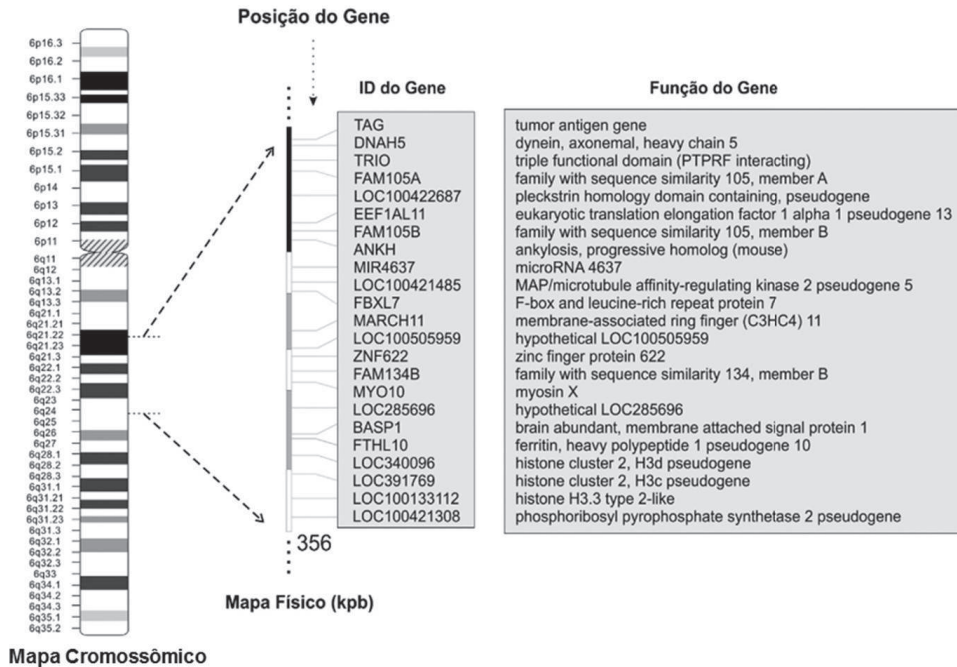 Posição do Gene
6p16.3
6p16.2
6p16.1
6p15.33
6p15.32
6p15.31
6p15.2
6p15.1
6p14
6p13
6p12
6p11
6q11
6q12
6q13.1
6q13.2
6q13.3
6q21.1
6q21.21
6q21.22
6q21.23
6q21.3
6q22.1
6q22.2
6q22.3
6q23
6q24
6q25
6q26
6q27
6q28.1
6q28.2
6q28.3
6q31.1
6q31.21
6q31.22
6q31.23
6q31.3
6q32.1
6q32.2
6q32.3
6q33
6q34.1
6q34.2
6q34.3
6q35.1
6q35.2
Mapa Cromossômico
356
Mapa Físico (kpb)
ID do Gene Função do Gene
TAG tumor antigen gene
DNAH5 dynein, axonemal, heavy chain 5
TRIO triple functional domain (PTPRF interacting)
FAM105A family with sequence similarity 105, member A
LOC100422687 pleckstrin homology domain containing, pseudogene
EEF1AL11 eukaryotic translation elongation factor 1 alpha 1 pseudogene 13
FAM105B family with sequence similarity 105, member B
ANKH ankylosis, progressive homolog (mouse)
MIR4637 microRNA 4637
LOC100421485 MAP/microtubule affinity-regulating kinase 2 pseudogene 5
FBXL7 F-box and leucine-rich repeat protein 7
MARCH11 membrane-associated ring finger (C3HC4) 11
LOC100505959 hypothetical LOC100505959
ZNF622 zinc finger protein 622
FAM134B family with sequence similarity 134, member B
MYO10 myosin X
LOC285696 hypothetical LOC285696
BASP1 brain abundant, membrane attached signal protein 1
FTHL10 ferritin, heavy polypeptide 1 pseudogene 10
LOC340096 histone cluster 2, H3d pseudogene
LOC391769 histone cluster 2, H3c pseudogene
LOC100133112 histone H3.3 type 2-like
LOC100421308 phosphoribosyl pyrophosphate synthetase 2 pseudogene